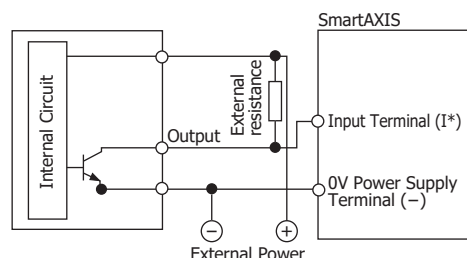 SmartAXIS
Internal Circuit
External
resistance
Output
Input Terminal (I*)
0V Power Supply
Terminal (−)
−
+
External Power